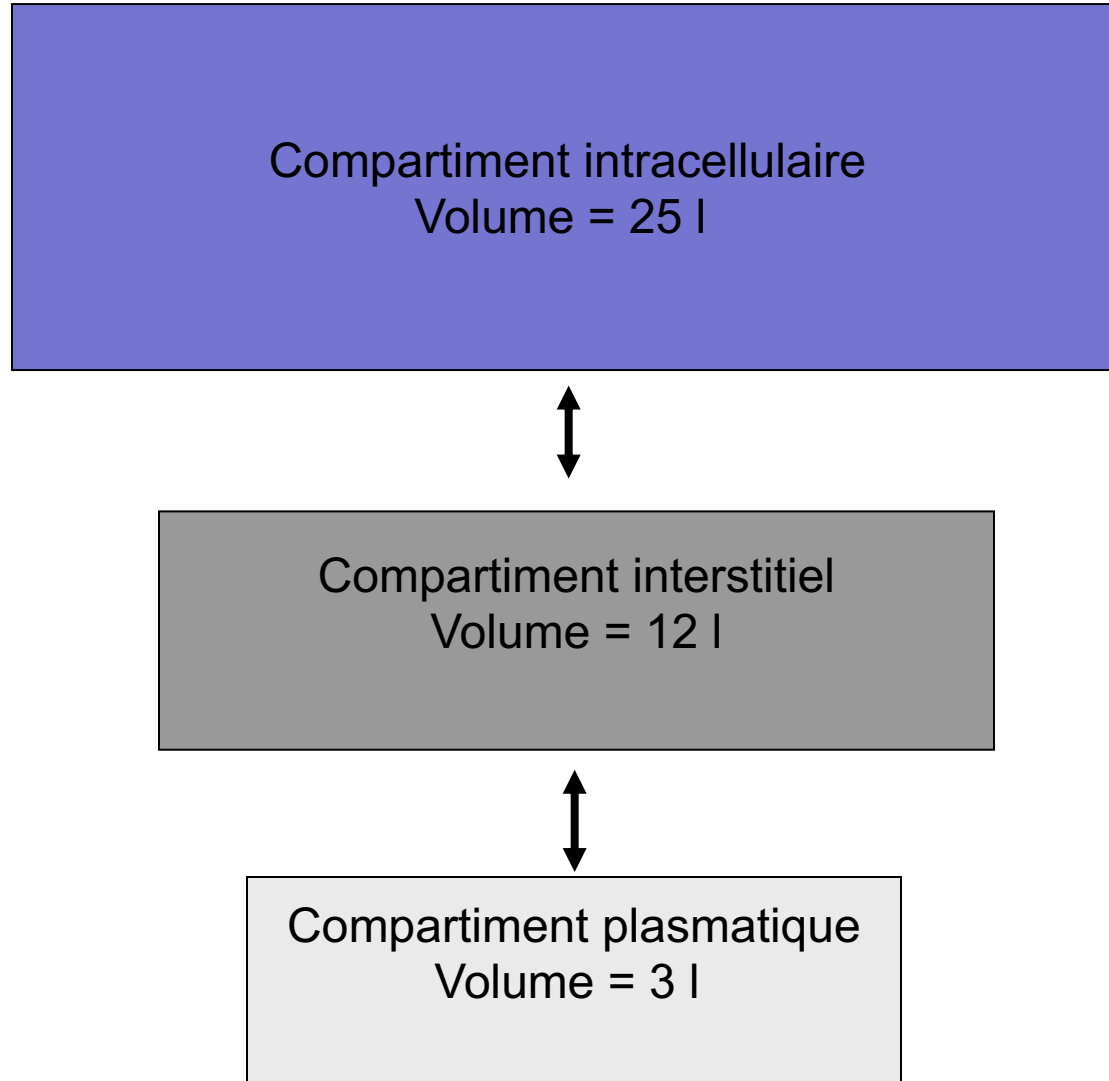 Compartiment intracellulaire
Volume = 25 l
Compartiment interstitiel
Volume = 12 l
Compartiment plasmatique
Volume = 3 l